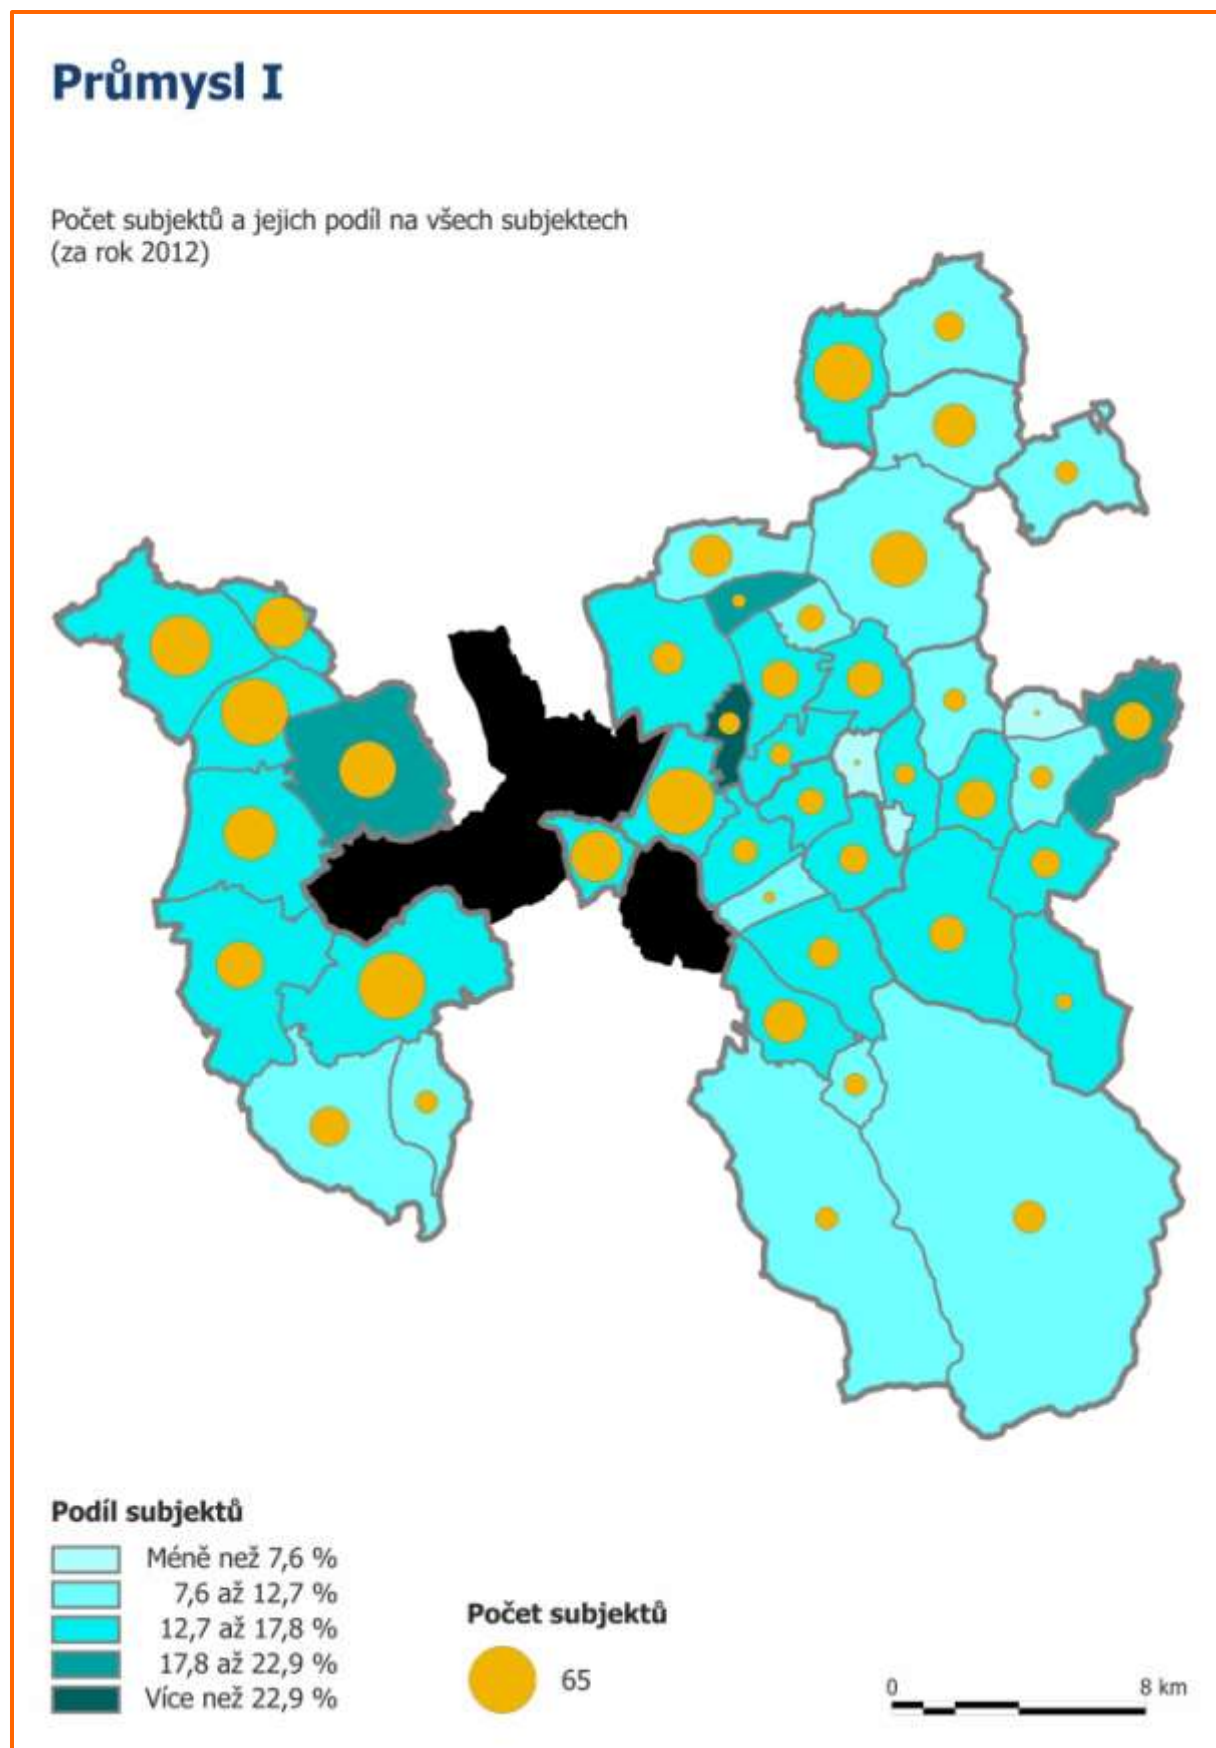 Průmysl I
Počet subjektů a jejich podíl na všech subjektech
(za rok 2012)
Podíl subjektů
Méně než 7,6 %
7,6 až 12,7 %
12,7 až 17,8 %
17,8 až 22,9 %
Více než 22,9 %
Počet subjektů
65
0 8 km